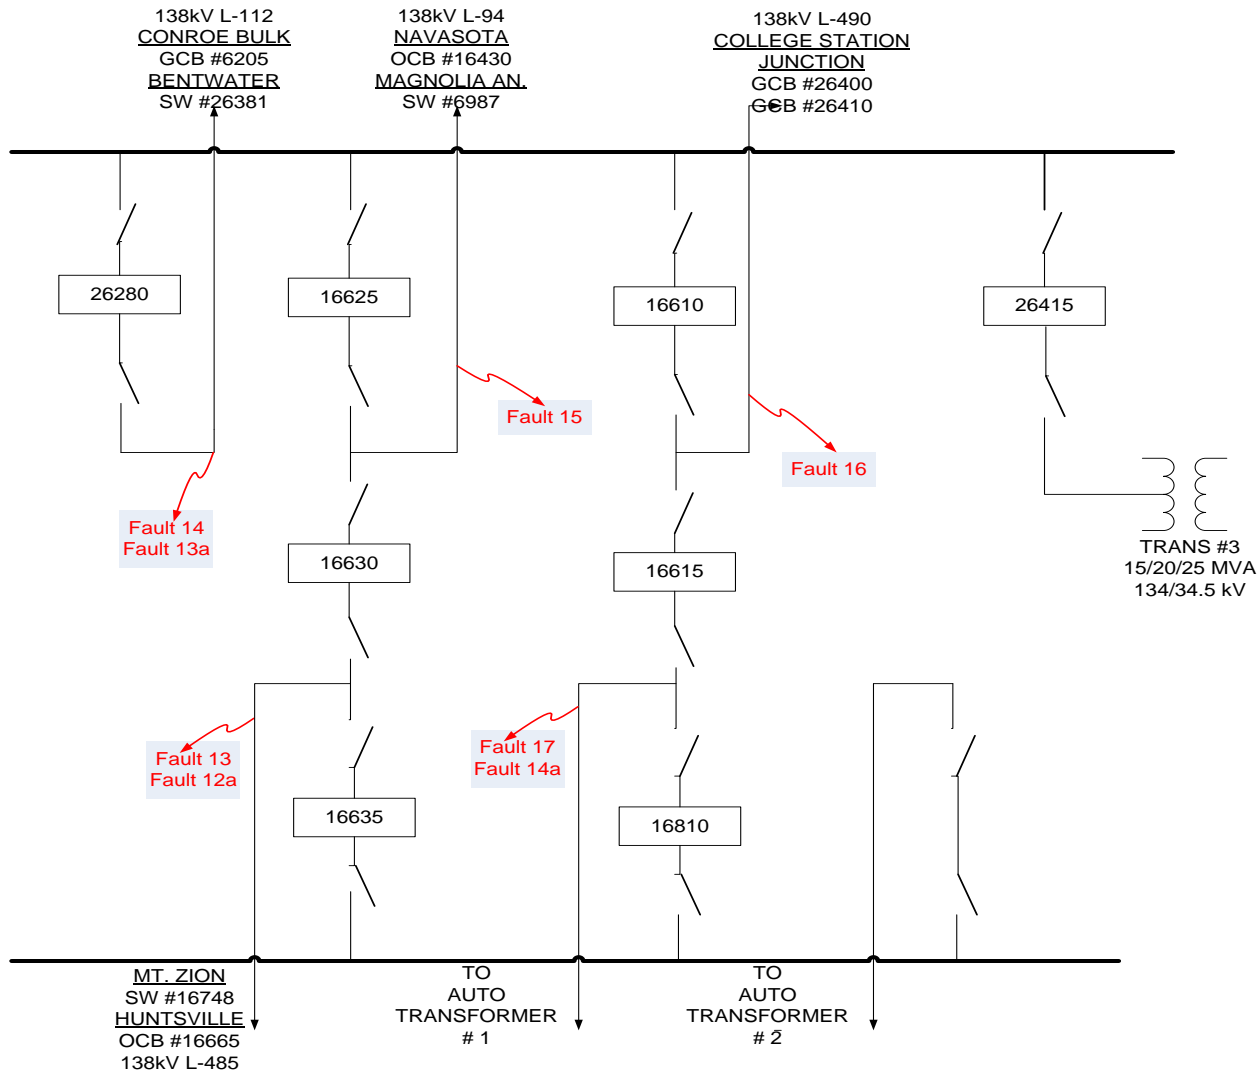 138kV L-112
CONROE BULK
GCB #6205
BENTWATER
SW #26381
138kV L-94
NAVASOTA
OCB #16430
MAGNOLIA AN.
SW #6987
138kV L-490
COLLEGE STATION
JUNCTION
GCB #26400
GCB #26410
26280
16625
16610
26415
Fault 15
Fault 16
Fault 14
Fault 13a
16630
16615
TRANS #3
15/20/25 MVA
134/34.5 kV
Fault 13
Fault 12a
Fault 17
Fault 14a
16635
16810
MT. ZION
SW #16748
HUNTSVILLE
OCB #16665
138kV L-485
TO
AUTO
TRANSFORMER
# 1
TO
AUTO
TRANSFORMER
# 2